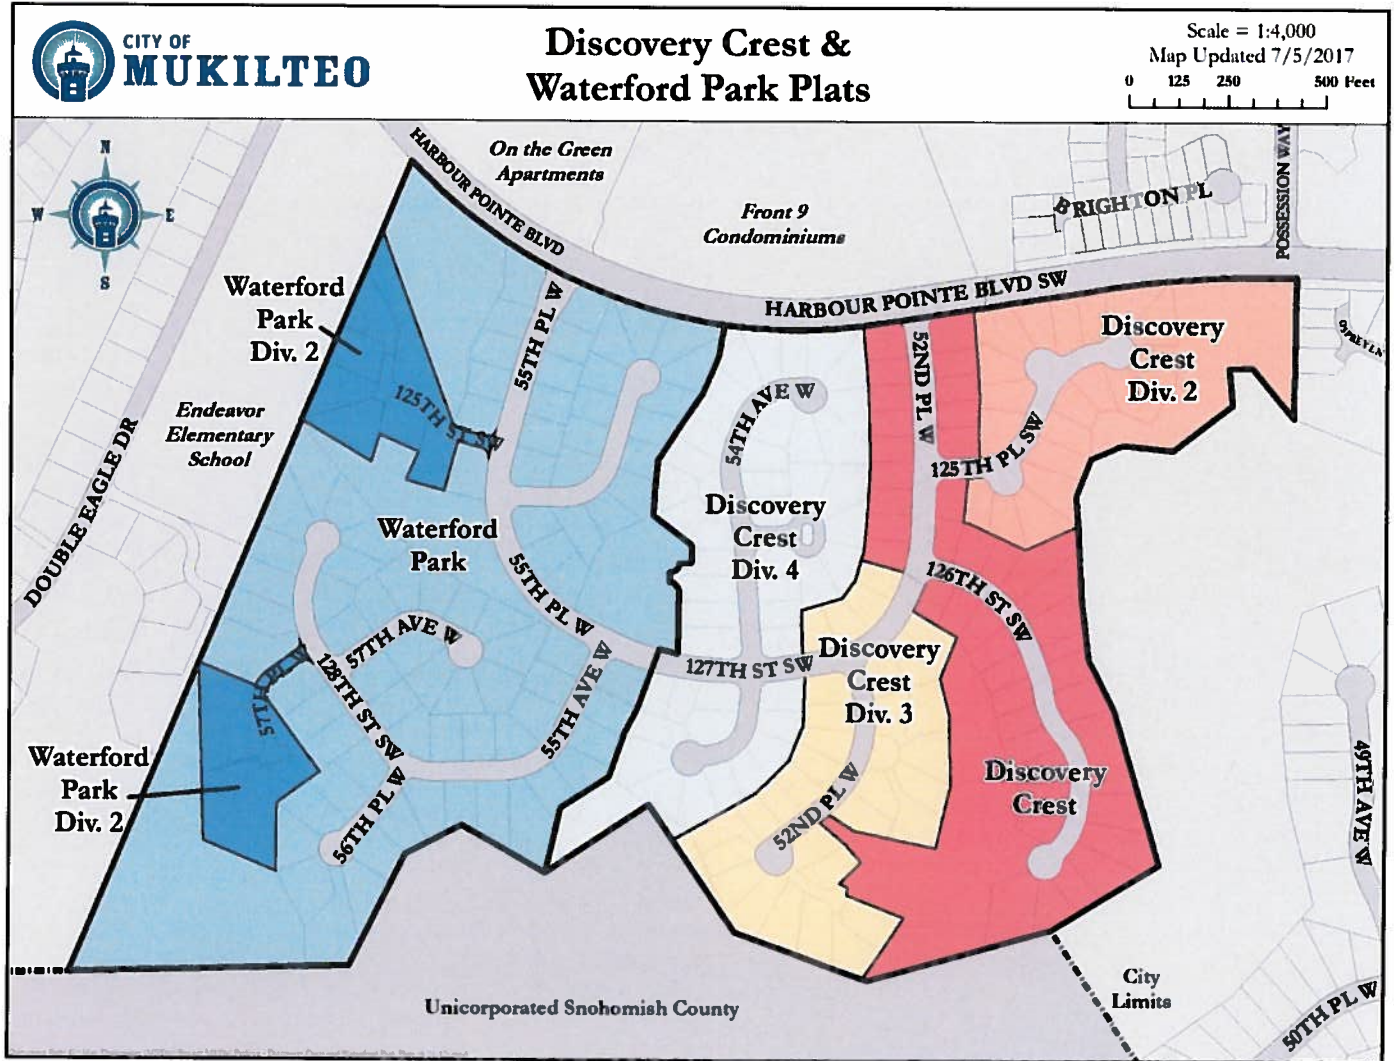 CITY OF
MUKILTEO
Discovery Crest &
Waterford Park Plats
Scale = 1:4,000
Map Updated 7/5/2017
0 125 250 500 Feet
N
W E
S
HARBOUR POINTE BLVD
On the Green
Apartments
Front 9
Condominiums
BRIGHTON PL
POSSESSION WAY
HARBOUR POINTE BLVD SW
OSPREY LN
Waterford
Park
Div. 2
55TH PL W
52ND PL W
Discovery
Crest
Div. 2
125TH ST SW
54TH AVE W
125TH PL SW
Endeavor
Elementary
School
DOUBLE EAGLE DR
Waterford
Park
Discovery
Crest
Div. 4
55TH PL W
126TH ST SW
57TH AVE W
57TH PL W
128TH ST SW
55TH AVE W
127TH ST SW
Discovery
Crest
Div. 3
Waterford
Park
Div. 2
56TH PL W
52ND PL W
Discovery
Crest
49TH AVE W
City
Limits
Unicorporated Snohomish County
50TH PL W